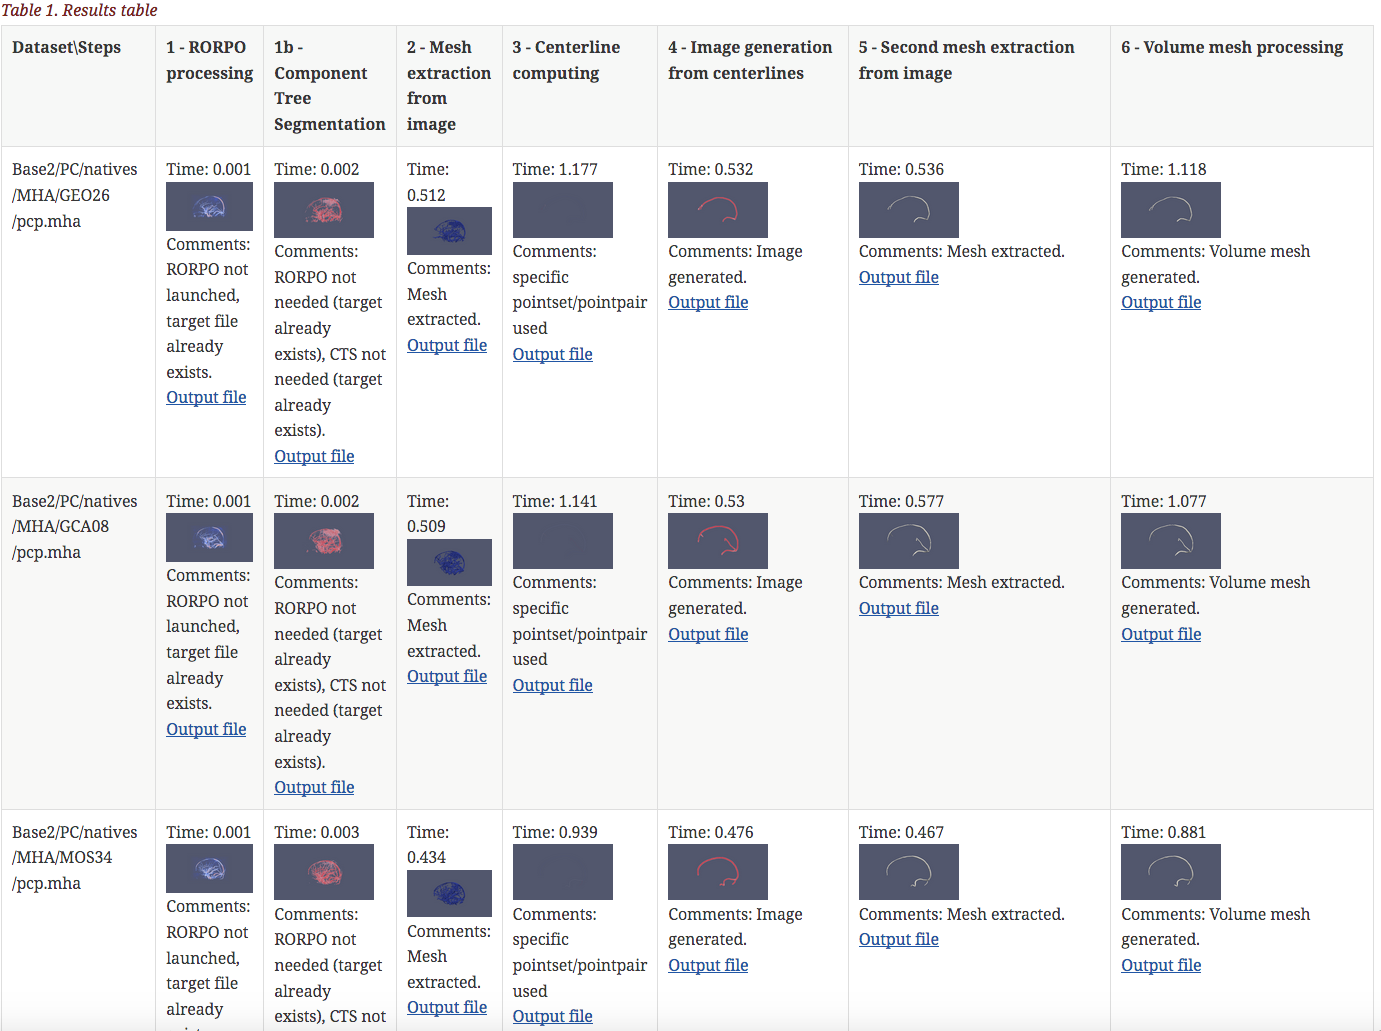 Table 1. Results table
Dataset\Steps
1 - RORPO
processing
1b -
Component
Tree
Segmentation
2 - Mesh
extraction
from
image
3 - Centerline
computing
4 - Image generation
from centerlines
5 - Second mesh extraction
from image
6 - Volume mesh processing
Base2/PC/natives
/MHA/GEO26
/pcp.mha
Time: 0.001
Comments:
RORPO not
launched,
target file
already
exists.
Output file
Time: 0.002
Comments:
RORPO not
needed (target
already
exists), CTS not
needed (target
already
exists).
Output file
Time:
0.512
Comments:
Mesh
extracted.
Output file
Time: 1.177
Comments:
specific
pointset/pointpair
used
Output file
Time: 0.532
Comments: Image
generated.
Output file
Time: 0.536
Comments: Mesh extracted.
Output file
Time: 1.118
Comments: Volume mesh
generated.
Output file
Base2/PC/natives
/MHA/GCA08
/pcp.mha
Time: 0.001
Comments:
RORPO not
launched,
target file
already
exists.
Output file
Time: 0.002
Comments:
RORPO not
needed (target
already
exists), CTS not
needed (target
already
exists).
Output file
Time:
0.509
Comments:
Mesh
extracted.
Output file
Time: 1.141
Comments:
specific
pointset/pointpair
used
Output file
Time: 0.53
Comments: Image
generated.
Output file
Time: 0.577
Comments: Mesh extracted.
Output file
Time: 1.077
Comments: Volume mesh
generated.
Output file
Base2/PC/natives
/MHA/MOS34
/pcp.mha
Time: 0.001
Comments:
RORPO not
launched,
target file
already
Time: 0.003
Comments:
RORPO not
needed (target
already
exists), CTS not
Time:
0.434
Comments:
Mesh
extracted.
Output file
Time: 0.939
Comments:
specific
pointset/pointpair
used
Output file
Time: 0.476
Comments: Image
generated.
Output file
Time: 0.467
Comments: Mesh extracted.
Output file
Time: 0.881
Comments: Volume mesh
generated.
Output file